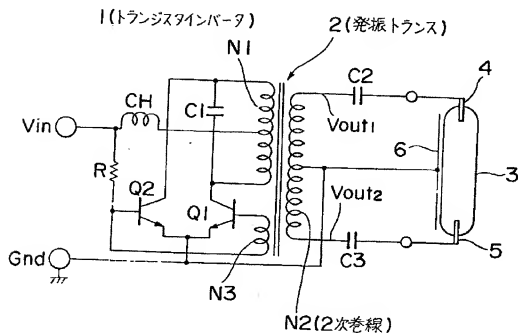 1(トランジスタインバータ)
2(発振トランス)
N1
C2
4
CH
C1
Vin
Vout1
6
R
Q2
Q1
3
Vout2
Gnd
5
C3
N3
N2(2次巻線)